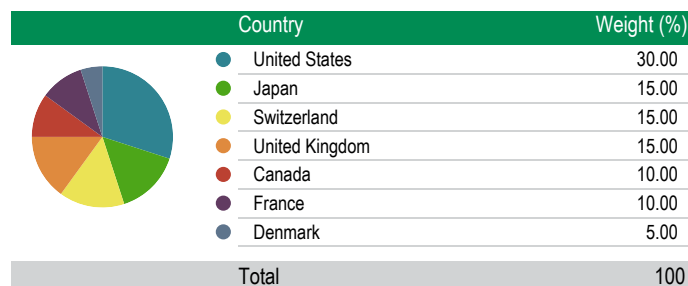 Country Weight (%)
United States 30.00
Japan 15.00
Switzerland 15.00
United Kingdom 15.00
Canada 10.00
France 10.00
Denmark 5.00
Total 100